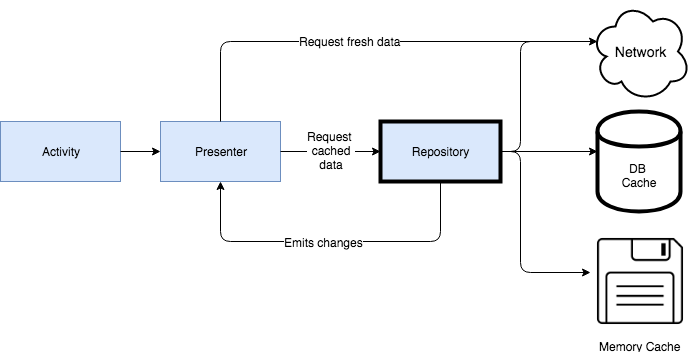 Request fresh data
Network
Activity
Presenter
Request
cached
data
Repository
DB
Cache
Emits changes
Memory Cache